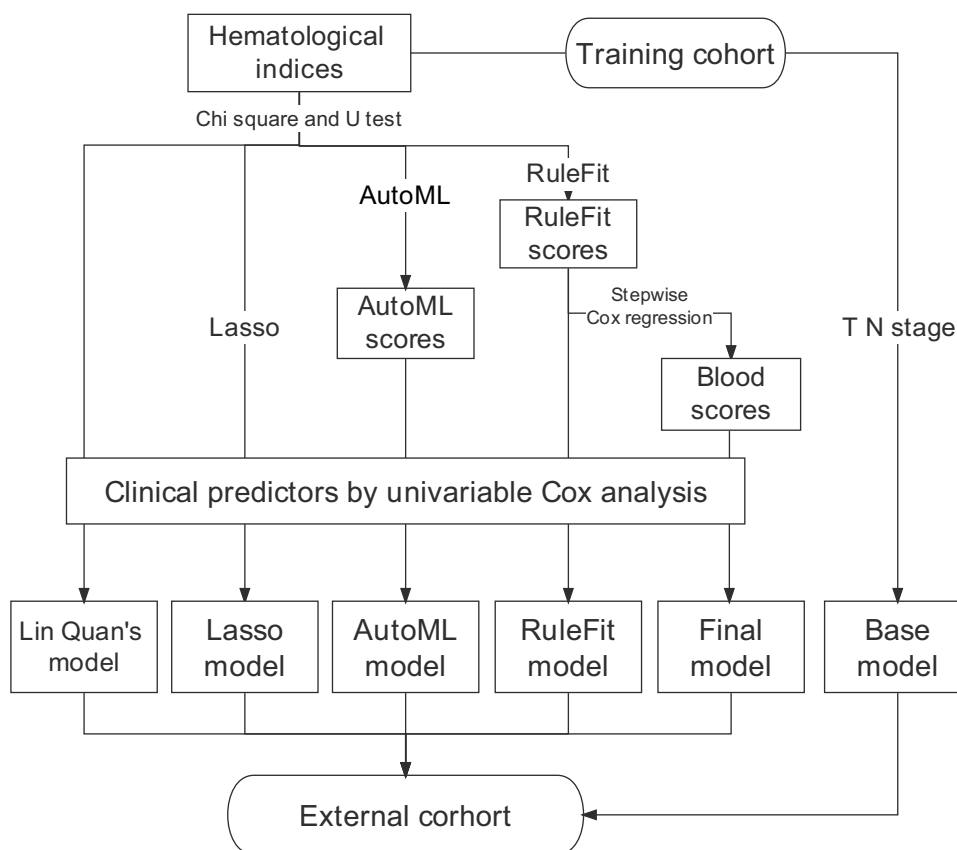 Hematological
indices
Training cohort
Chi square and U test
RuleFit
AutoML
RuleFit
scores
AutoML
scores
Stepwise
Cox regression
Lasso
T N stage
Blood
scores
Clinical predictors by univariable Cox analysis
Lin Quan's
model
Lasso
model
AutoML
model
RuleFit
model
Final
model
Base
model
External corhort